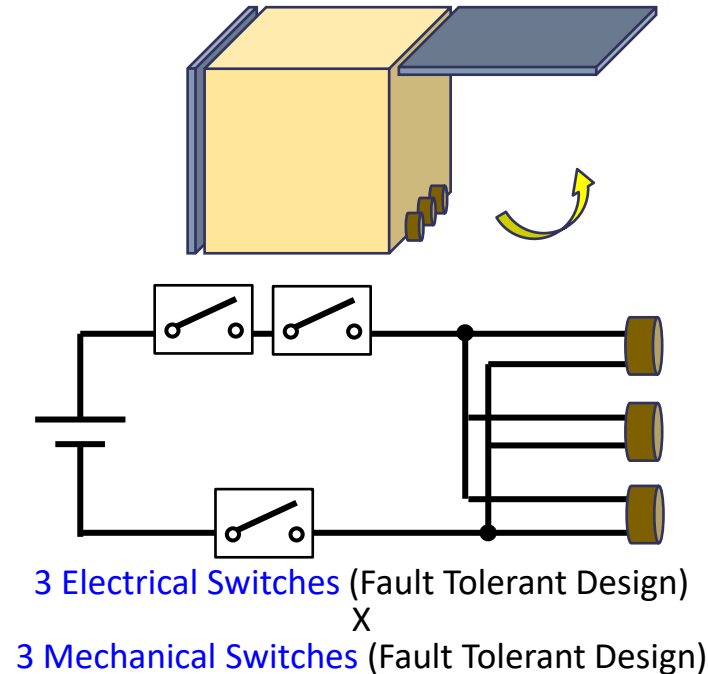 3 Electrical Switches (Fault Tolerant Design)
X
3 Mechanical Switches (Fault Tolerant Design)